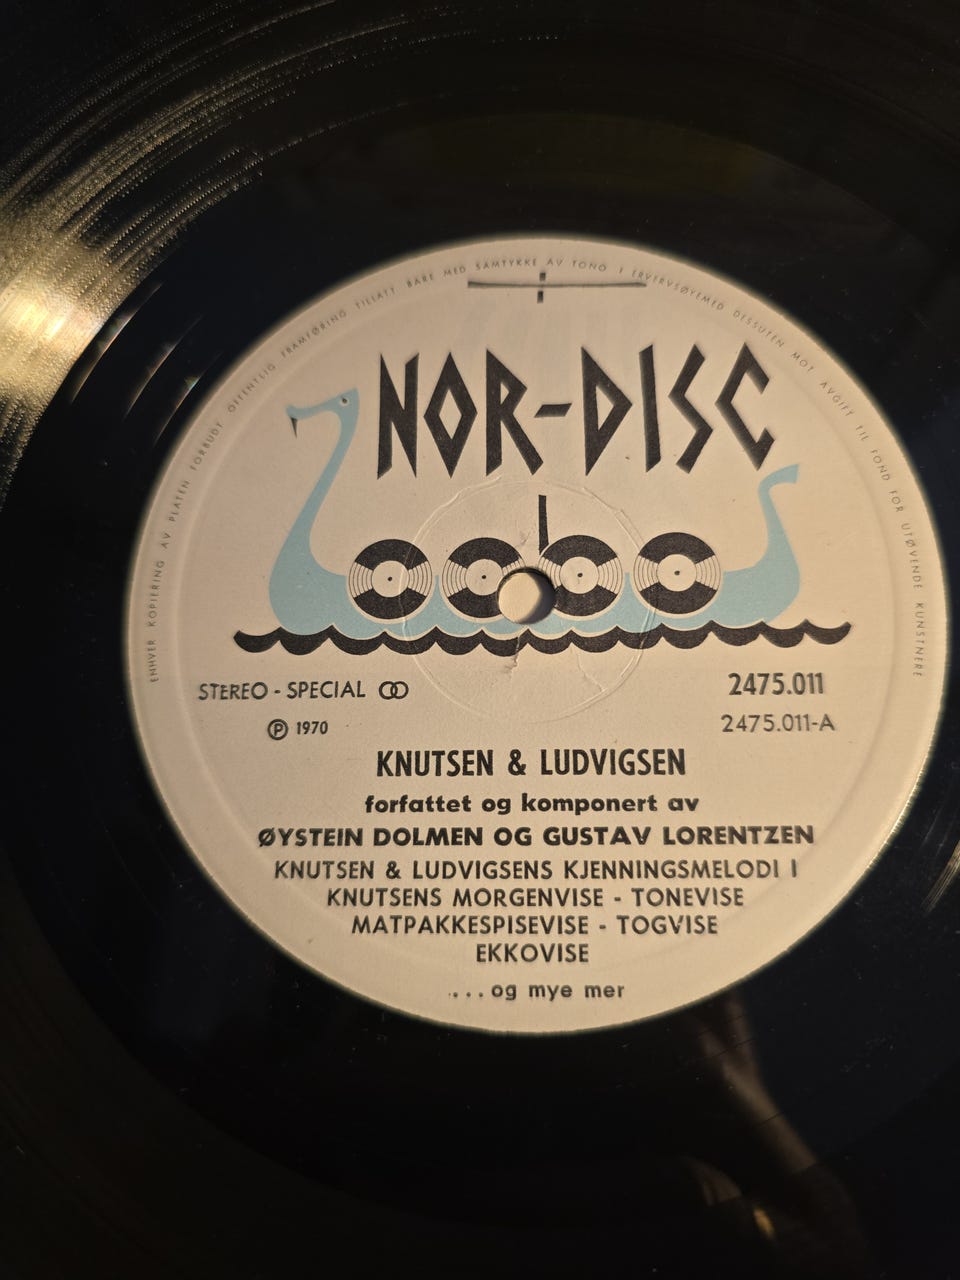 ENHVER KOPIERING AV PLATEN FORBUDT OFFENTLIG FRAMFØRING TILLATT BARE MED SAMTYKKE AV TONO I ERVERVSØYEMED DESSUTEN MOT AVGIFT TIL FOND FOR UTØVENDE KUNSTNERE
NOR-DISC
STEREO - SPECIAL
2475.011
Ⓟ 1970
2475.011-A
KNUTSEN & LUDVIGSEN
forfattet og komponert av
ØYSTEIN DOLMEN OG GUSTAV LORENTZEN
KNUTSEN & LUDVIGSENS KJENNINGSMELODI I
KNUTSENS MORGENVISE - TONEVISE
MATPAKKESPISEVISE - TOGVISE
EKKOVISE
...og mye mer